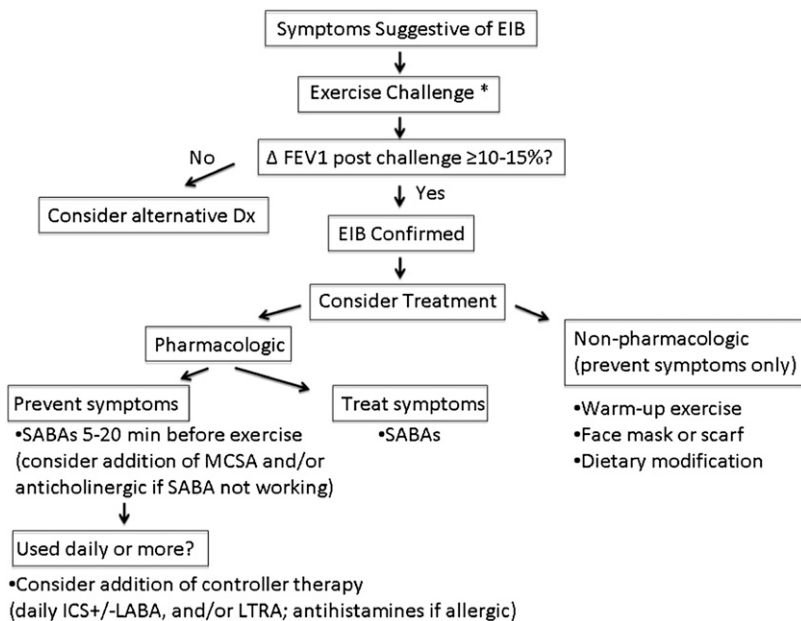 Symptoms Suggestive of EIB
Exercise Challenge *
Δ FEV1 post challenge ≥10-15%?
No
Yes
Consider alternative Dx
EIB Confirmed
Consider Treatment
Pharmacologic
Non-pharmacologic
(prevent symptoms only)
•Warm-up exercise
•Face mask or scarf
•Dietary modification
Prevent symptoms
•SABAs 5-20 min before exercise
(consider addition of MCSA and/or
anticholinergic if SABA not working)
Treat symptoms
•SABAs
Used daily or more?
•Consider addition of controller therapy
(daily ICS+/-LABA, and/or LTRA; antihistamines if allergic)